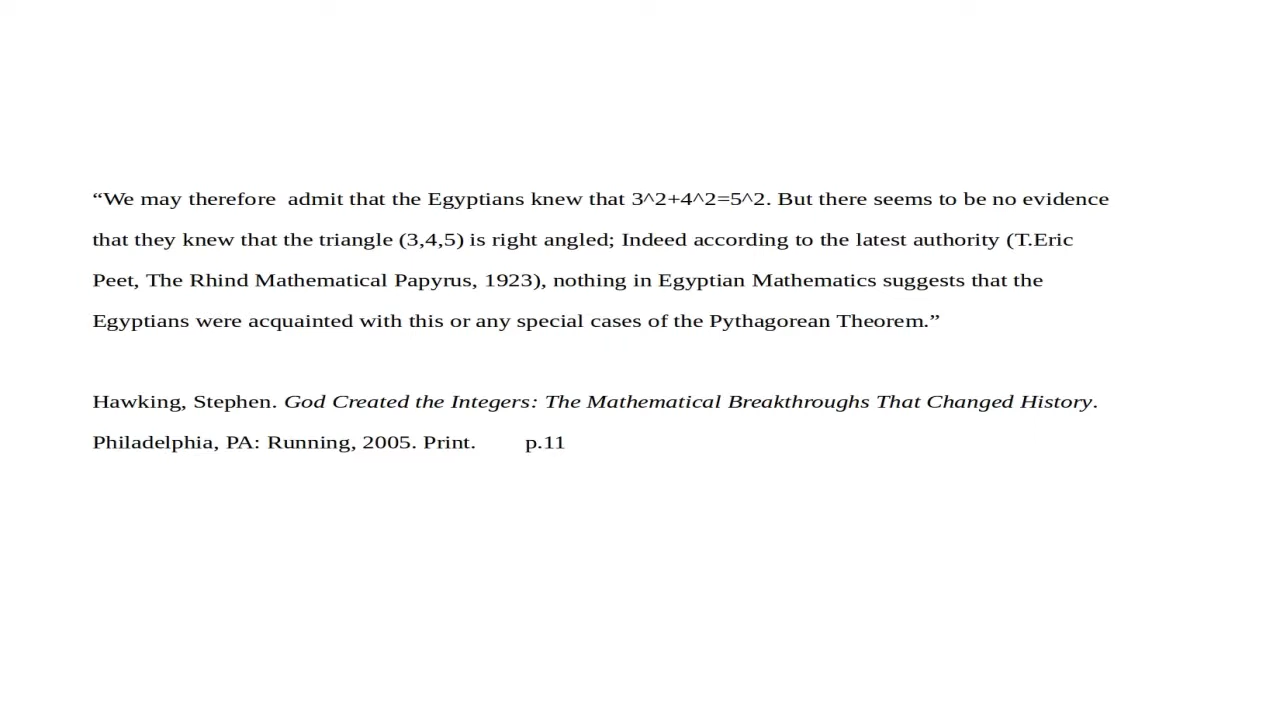 “We may therefore  admit that the Egyptians knew that 3^2+4^2=5^2. But there seems to be no evidence
that they knew that the triangle (3,4,5) is right angled; Indeed according to the latest authority (T.Eric
Peet, The Rhind Mathematical Papyrus, 1923), nothing in Egyptian Mathematics suggests that the
Egyptians were acquainted with this or any special cases of the Pythagorean Theorem.”
Hawking, Stephen. God Created the Integers: The Mathematical Breakthroughs That Changed History.
Philadelphia, PA: Running, 2005. Print. p.11